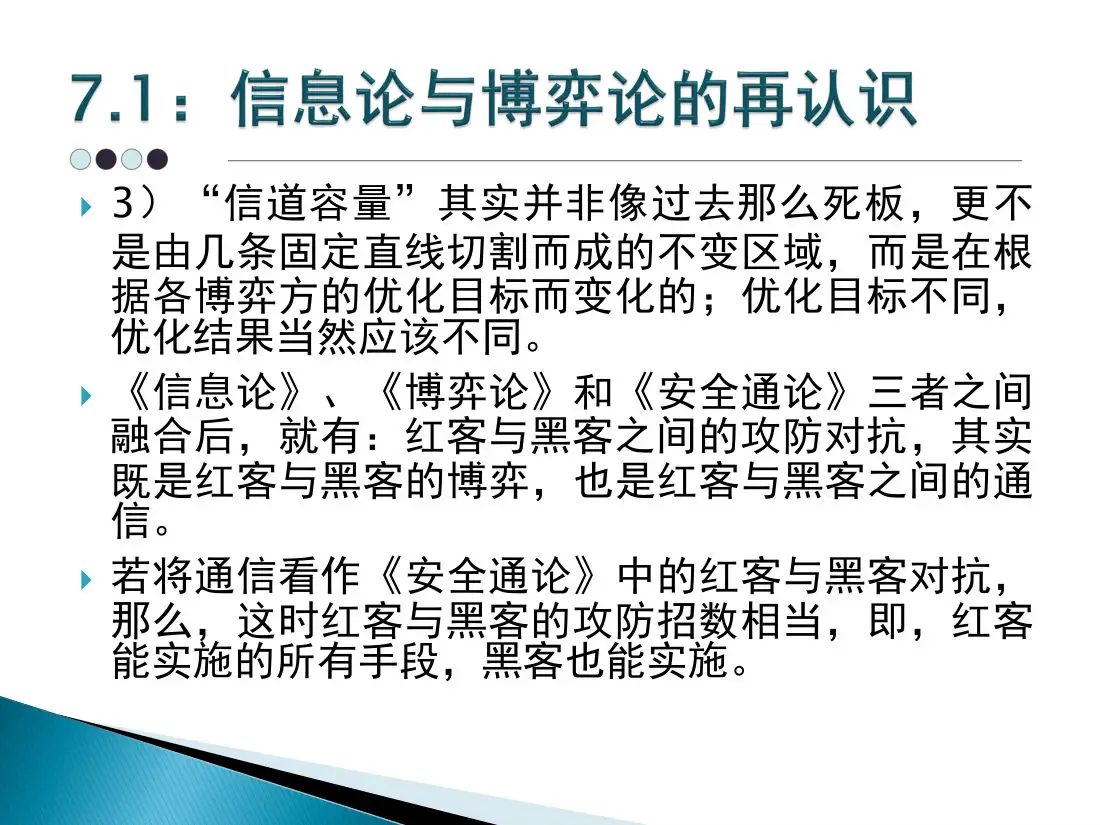 7.1：信息论与博弈论的再认识
3）“信道容量”其实并非像过去那么死板，更不
是由几条固定直线切割而成的不变区域，而是在根
据各博弈方的优化目标而变化的；优化目标不同，
优化结果当然应该不同。
《信息论》、《博弈论》和《安全通论》三者之间
融合后，就有：红客与黑客之间的攻防对抗，其实
既是红客与黑客的博弈，也是红客与黑客之间的通
信。
若将通信看作《安全通论》中的红客与黑客对抗，
那么，这时红客与黑客的攻防招数相当，即，红客
能实施的所有手段，黑客也能实施。